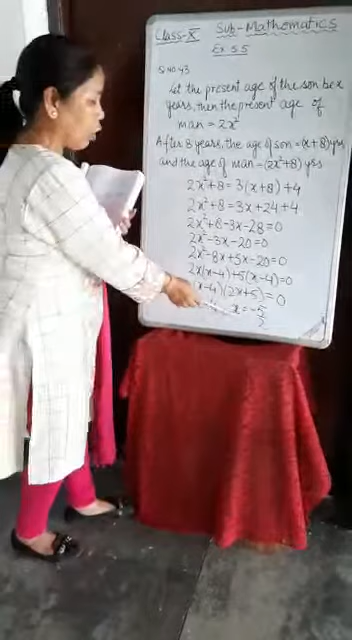 Class-X Sub-Mathematics
Ex 5.5
Q.NO.43
Let the present age of the son be x
years, then the present age of
man = 2x²
After 8 years, the age of son = (x+8) yrs
and the age of man = (2x²+8) yrs
2x²+8 = 3(x+8)+4
2x²+8 = 3x+24+4
2x²+8-3x-28=0
2x²-3x-20=0
2x²-8x+5x-20=0
2x(x-4)+5(x-4)=0
(x-4)(2x+5)=0
x=-5/2